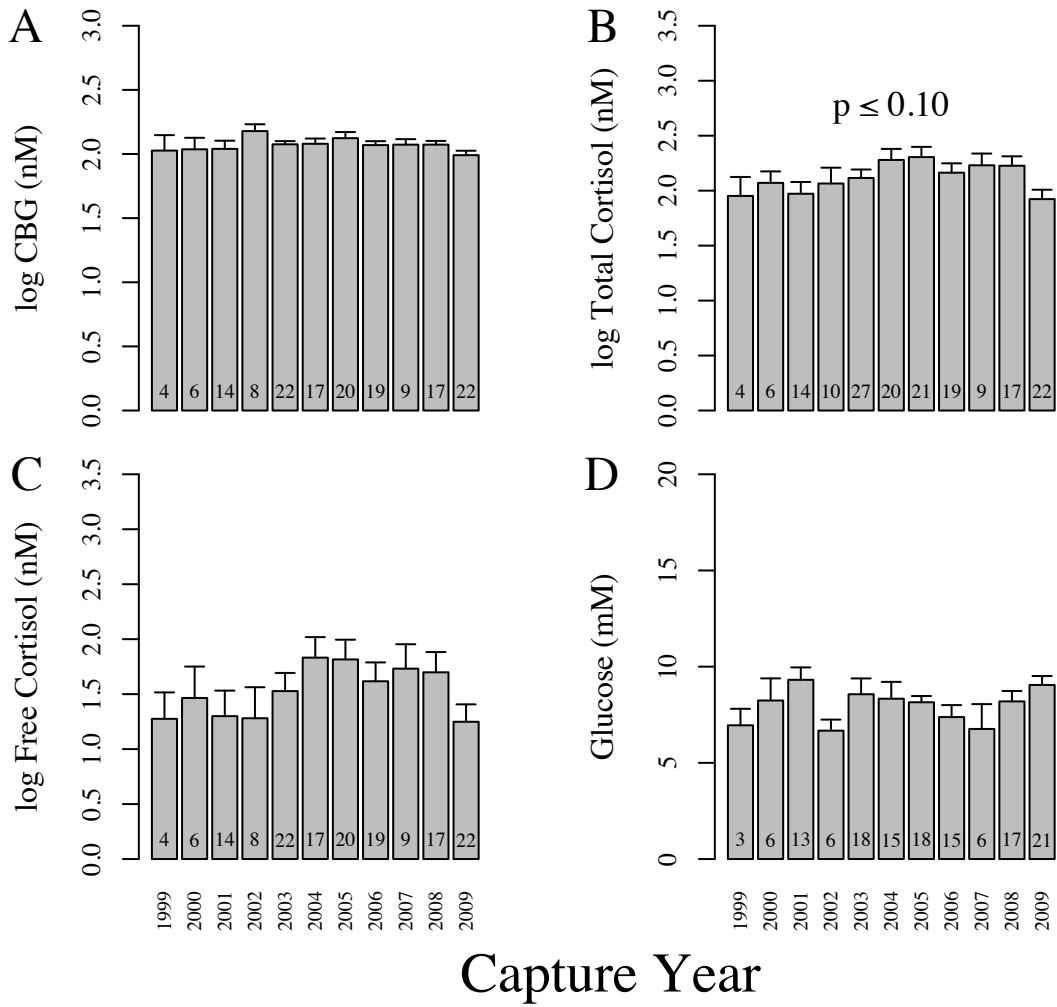 A
log CBG (nM)
3.0
2.5
2.0
1.5
1.0
0.5
0.0
4 6 14 8 22 17 20 19 9 17 22
B
log Total Cortisol (nM)
3.5
3.0
2.5
2.0
1.5
1.0
0.5
0.0
p ≤ 0.10
4 6 14 10 27 20 21 19 9 17 22
C
log Free Cortisol (nM)
3.5
3.0
2.5
2.0
1.5
1.0
0.5
0.0
4 6 14 8 22 17 20 19 9 17 22
1999 2000 2001 2002 2003 2004 2005 2006 2007 2008 2009
D
Glucose (mM)
20
15
10
5
0
3 6 13 6 18 15 18 15 6 17 21
1999 2000 2001 2002 2003 2004 2005 2006 2007 2008 2009
Capture Year